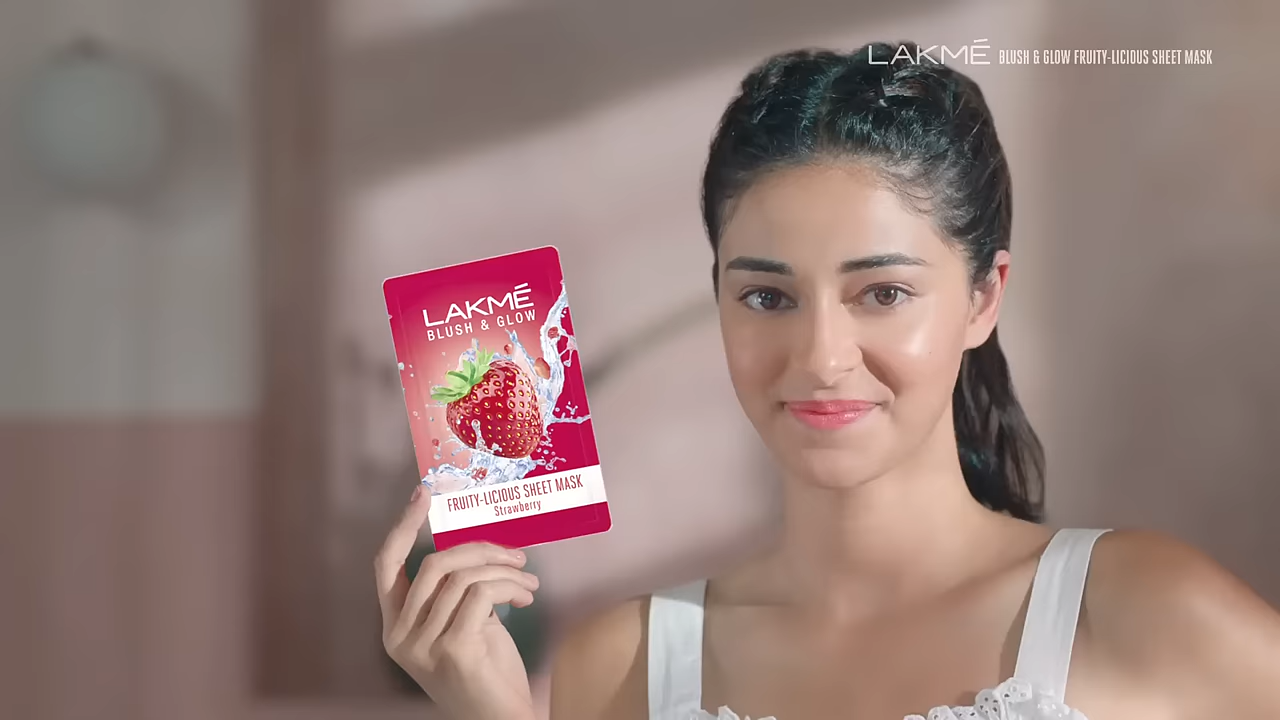 LAKMÉ BLUSH & GLOW FRUITY-LICIOUS SHEET MASK
LAKMÉ
BLUSH & GLOW
FRUITY-LICIOUS SHEET MASK
Strawberry